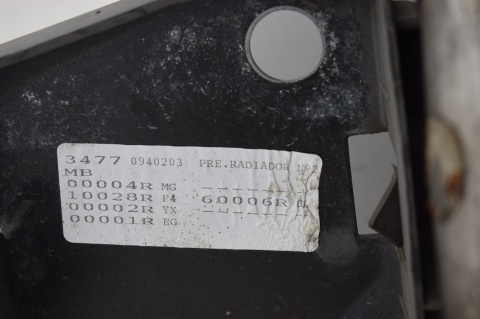 3477 0940203 PRE.RADIADOR
MB
00004R MG
10028R F4 60006R
00002R YX
00001R EG